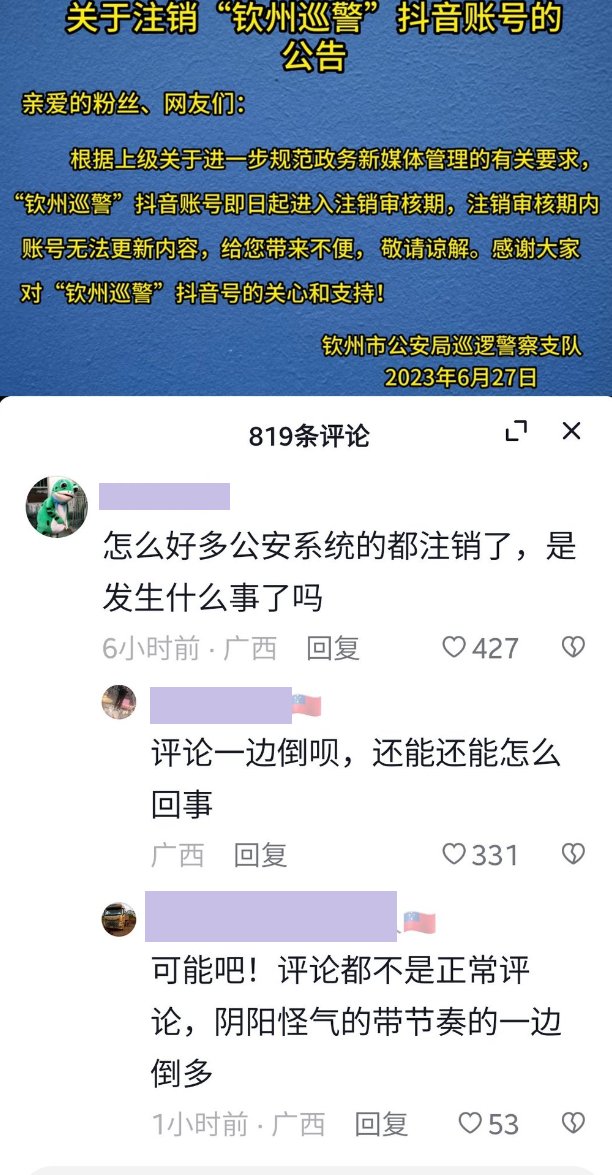 关于注销“钦州巡警”抖音账号的
公告
亲爱的粉丝、网友们：
根据上级关于进一步规范政务新媒体管理的有关要求，
“钦州巡警”抖音账号即日起进入注销审核期，注销审核期内
账号无法更新内容，给您带来不便， 敬请谅解。感谢大家
对“钦州巡警”抖音号的关心和支持！
钦州市公安局巡逻警察支队
2023年6月27日
819条评论
怎么好多公安系统的都注销了，是
发生什么事了吗
6小时前 · 广西 回复 427
评论一边倒呗，还能还能怎么
回事
广西 回复 331
可能吧！评论都不是正常评
论，阴阳怪气的带节奏的一边
倒多
1小时前 · 广西 回复 53